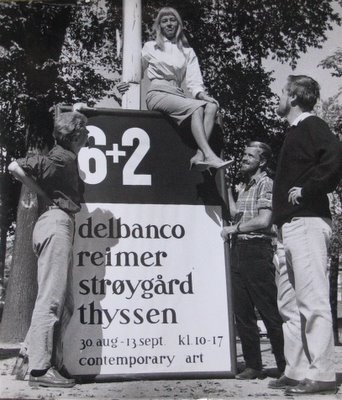 6+2
delbanco
reimer
strøygård
thyssen
30.aug-13.sept. kl.10-17
contemporary art